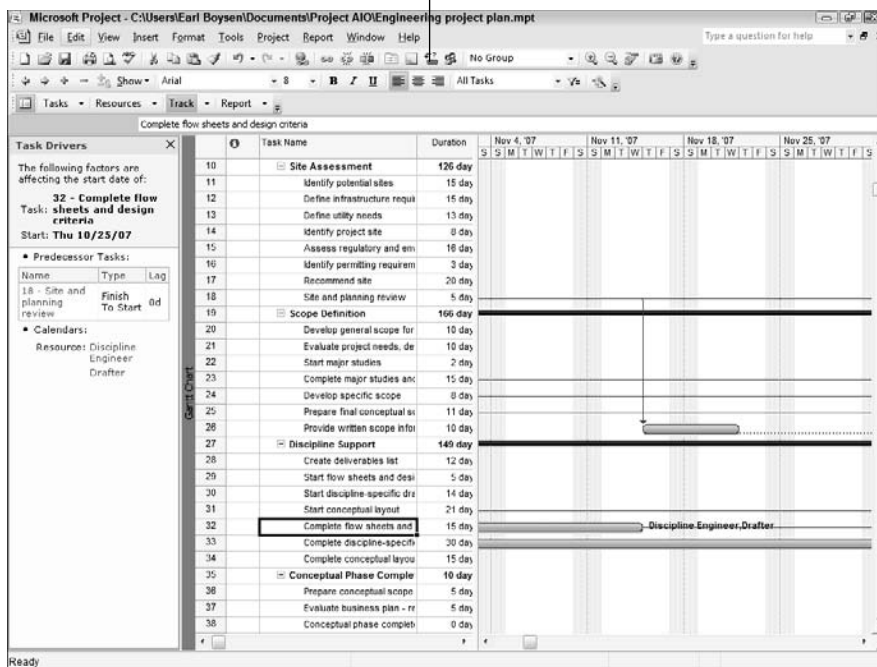 Microsoft Project - C:\Users\Earl Boysen\Documents\Project AIO\Engineering project plan.mpt
File Edit View Insert Format Tools Project Report Window Help Type a question for help
No Group
Show Arial 8 B I U All Tasks
Tasks Resources Track Report
Complete flow sheets and design criteria
Task Drivers
The following factors are
affecting the start date of:
32 - Complete flow
Task: sheets and design
criteria
Start: Thu 10/25/07
Predecessor Tasks:
Name Type Lag
18 - Site and
planning
review
Finish
To Start
0d
Calendars:
Resource: Discipline
Engineer
Drafter
Gantt Chart
Task Name Duration
Nov 4, '07 Nov 11, '07 Nov 18, '07 Nov 25, '07
S S M T W T F S S M T W T F S S M T W T F S S M T W T F S
10 Site Assessment 126 day
11 Identify potential sites 15 day
12 Define infrastructure requi 15 day
13 Define utility needs 13 day
14 Identify project site 8 day
15 Assess regulatory and en 16 day
16 Identify permitting requirem 3 day
17 Recommend site 20 day
18 Site and planning review 5 day
19 Scope Definition 166 day
20 Develop general scope for 10 day
21 Evaluate project needs, de 10 day
22 Start major studies 2 day
23 Complete major studies and 15 day
24 Develop specific scope 8 day
25 Prepare final conceptual s 11 day
26 Provide written scope infor 10 day
27 Discipline Support 149 day
28 Create deliverables list 12 day
29 Start flow sheets and desi 5 day
30 Start discipline-specific dra 14 day
31 Start conceptual layout 21 day
32 Complete flow sheets and 15 day Discipline Engineer,Drafter
33 Complete discipline-specifi 30 day
34 Complete conceptual layou 15 day
35 Conceptual Phase Comple 10 day
36 Prepare conceptual scope 5 day
37 Evaluate business plan - re 5 day
38 Conceptual phase complet 0 day
Ready